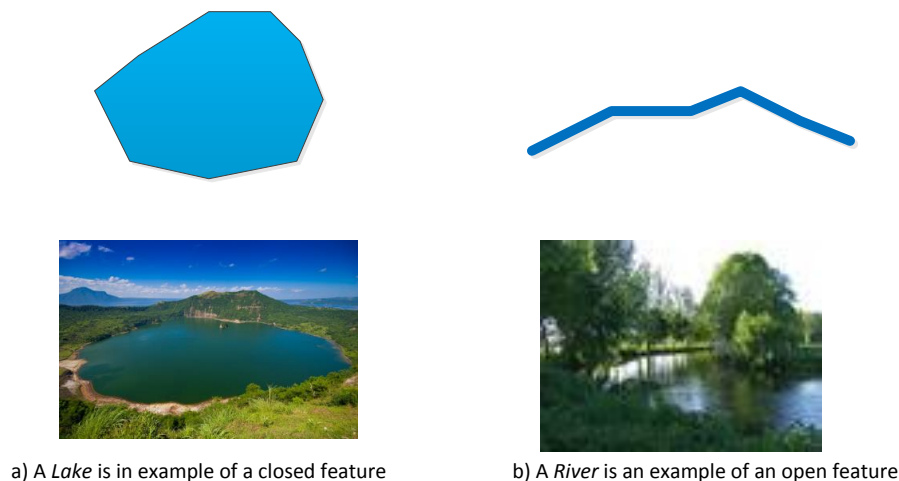 a) A Lake is in example of a closed feature
b) A River is an example of an open feature